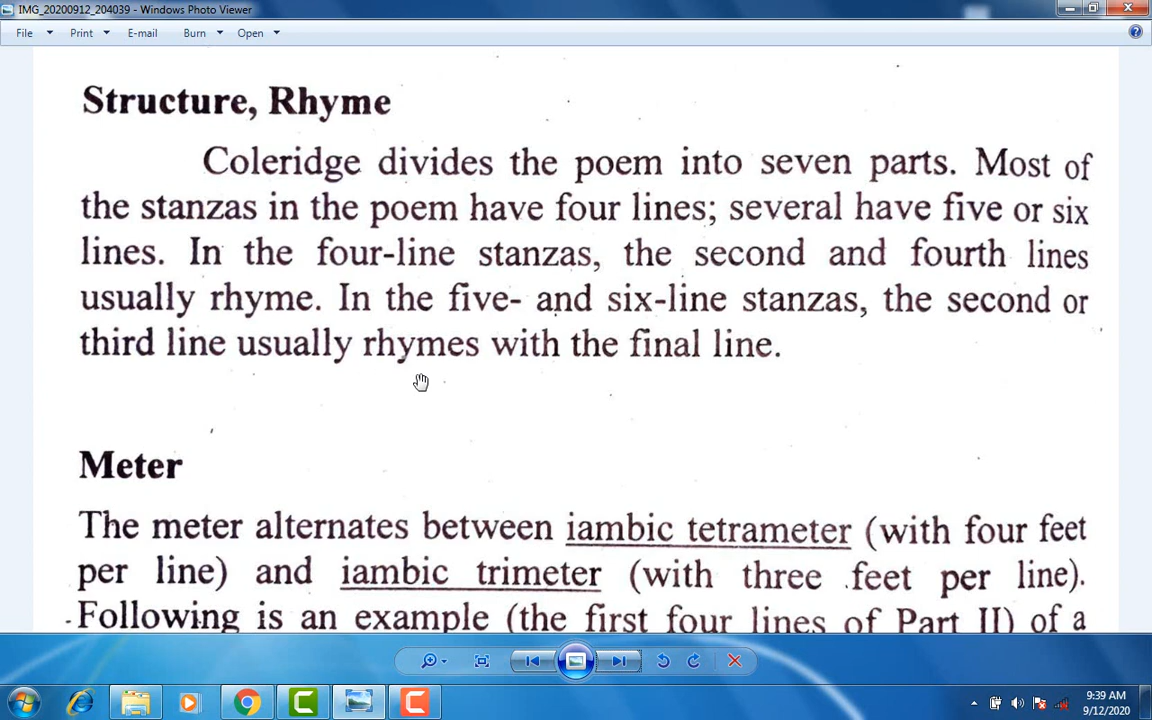 IMG_20200912_204039 - Windows Photo Viewer
File Print E-mail Burn Open
Structure, Rhyme
Coleridge divides the poem into seven parts. Most of
the stanzas in the poem have four lines; several have five or six
lines. In the four-line stanzas, the second and fourth lines
usually rhyme. In the five- and six-line stanzas, the second or
third line usually rhymes with the final line.
Meter
The meter alternates between iambic tetrameter (with four feet
per line) and iambic trimeter (with three feet per line).
Following is an example (the first four lines of Part II) of a
9:39 AM
9/12/2020